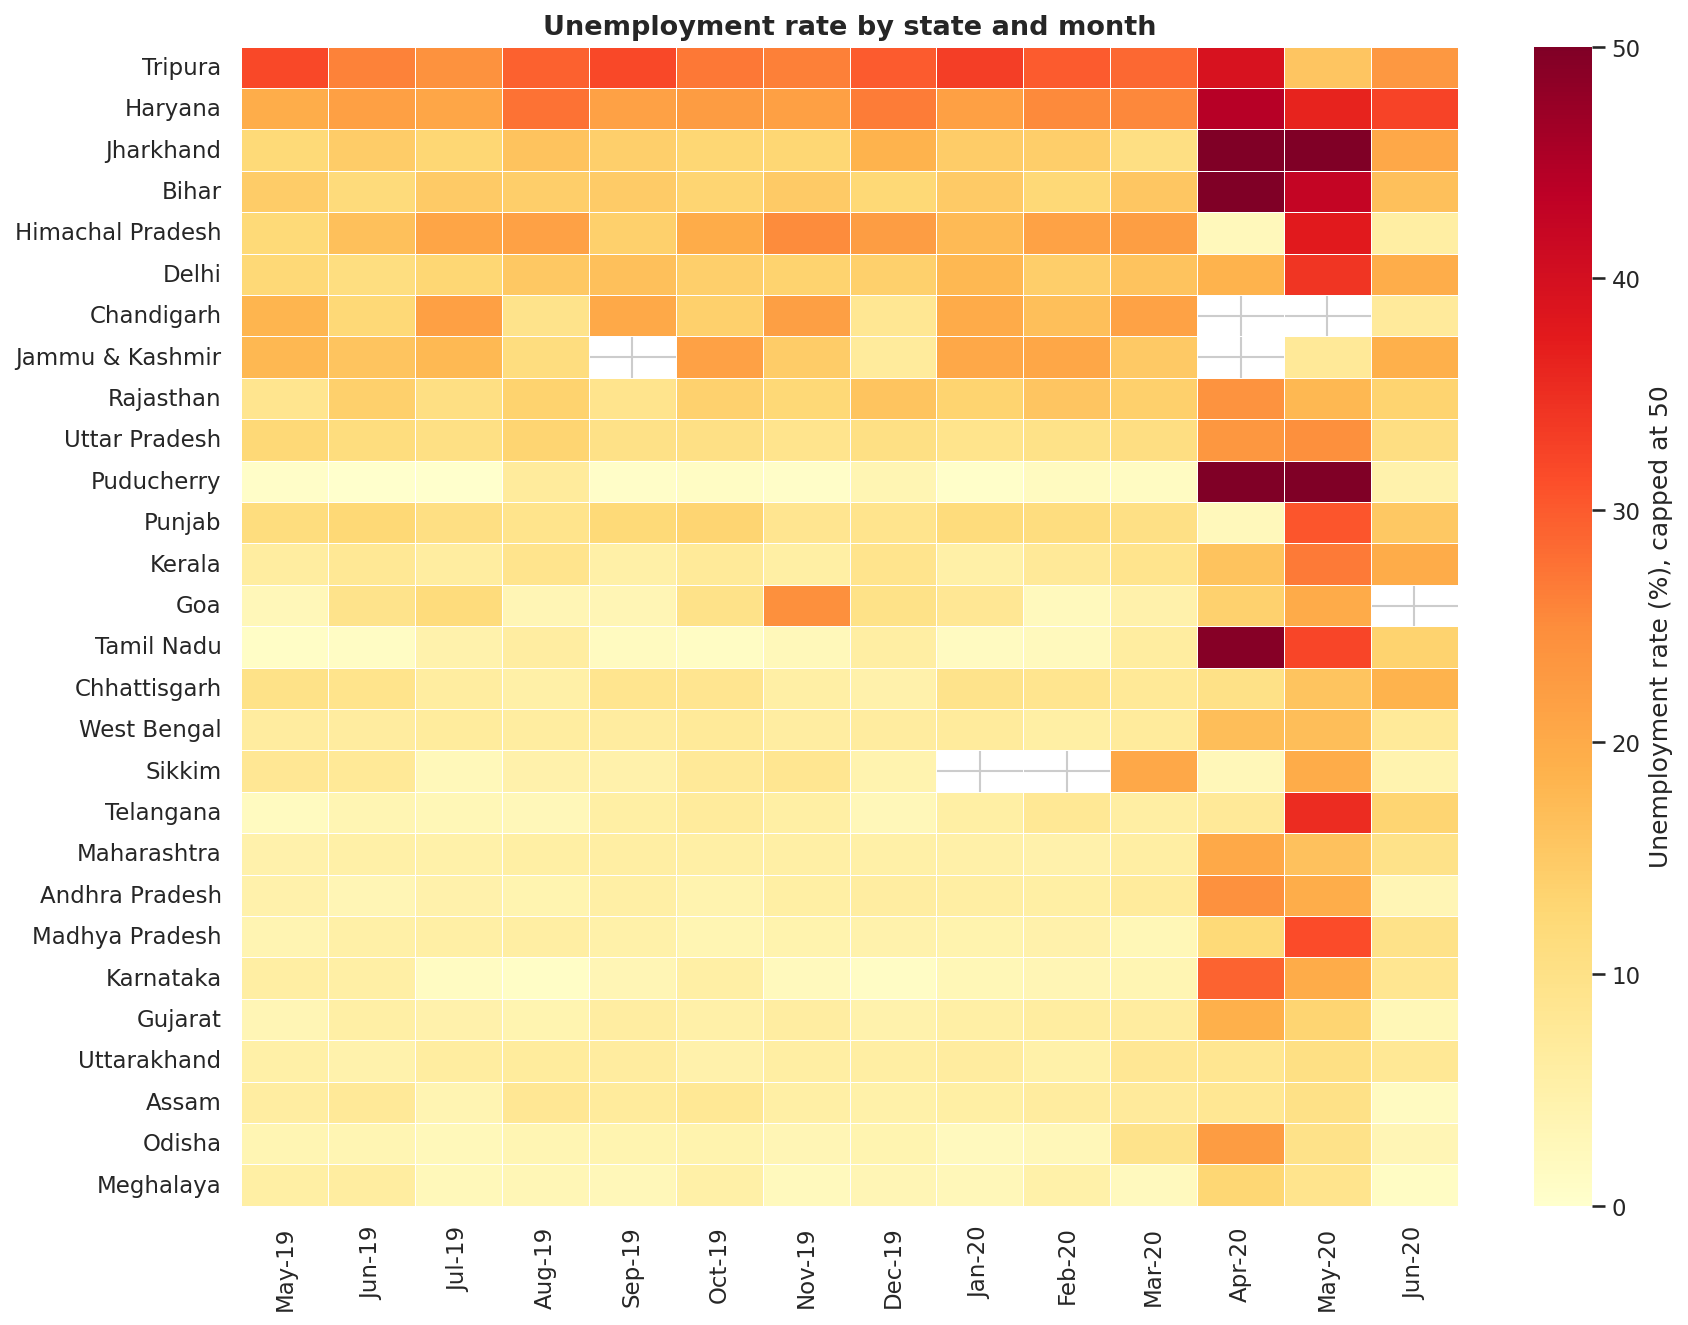 Unemployment rate by state and month
Tripura
Haryana
Jharkhand
Bihar
Himachal Pradesh
Delhi
Chandigarh
Jammu & Kashmir
Rajasthan
Uttar Pradesh
Puducherry
Punjab
Kerala
Goa
Tamil Nadu
Chhattisgarh
West Bengal
Sikkim
Telangana
Maharashtra
Andhra Pradesh
Madhya Pradesh
Karnataka
Gujarat
Uttarakhand
Assam
Odisha
Meghalaya
May-19
Jun-19
Jul-19
Aug-19
Sep-19
Oct-19
Nov-19
Dec-19
Jan-20
Feb-20
Mar-20
Apr-20
May-20
Jun-20
50
40
30
20
10
0
Unemployment rate (%), capped at 50